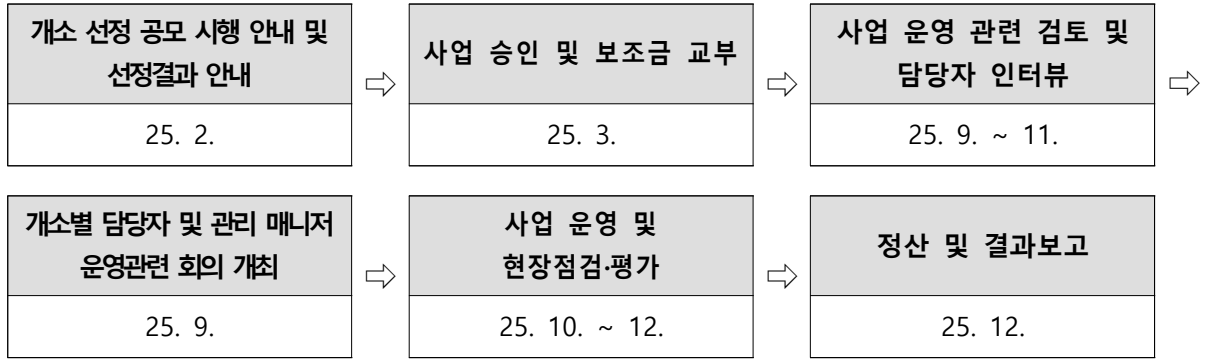 개소 선정 공모 시행 안내 및
선정결과 안내
25. 2.
⇨
사업 승인 및 보조금 교부
25. 3.
⇨
사업 운영 관련 검토 및
담당자 인터뷰
25. 9. ~ 11.
⇨
개소별 담당자 및 관리 매니저
운영관련 회의 개최
25. 9.
⇨
사업 운영 및
현장점검·평가
25. 10. ~ 12.
⇨
정산 및 결과보고
25. 12.